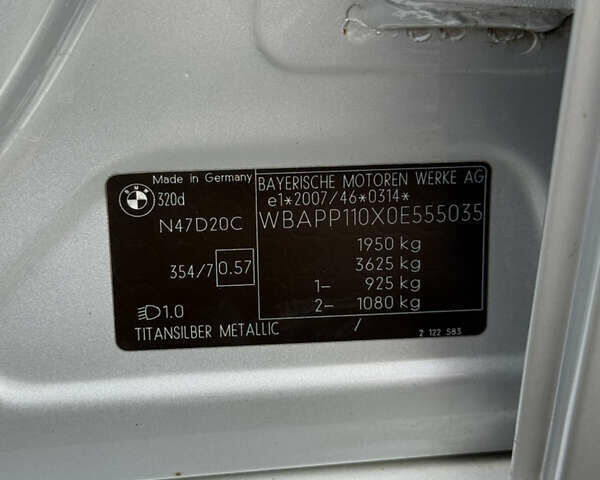 Made in Germany
BMW
320d
N47D20C
354/7 0.57
1.0
TITANSILBER METALLIC /
BAYERISCHE MOTOREN WERKE AG
e1*2007/46*0314*
WBAPP110X0E555035
1950 kg
3625 kg
1- 925 kg
2- 1080 kg
2 122 583